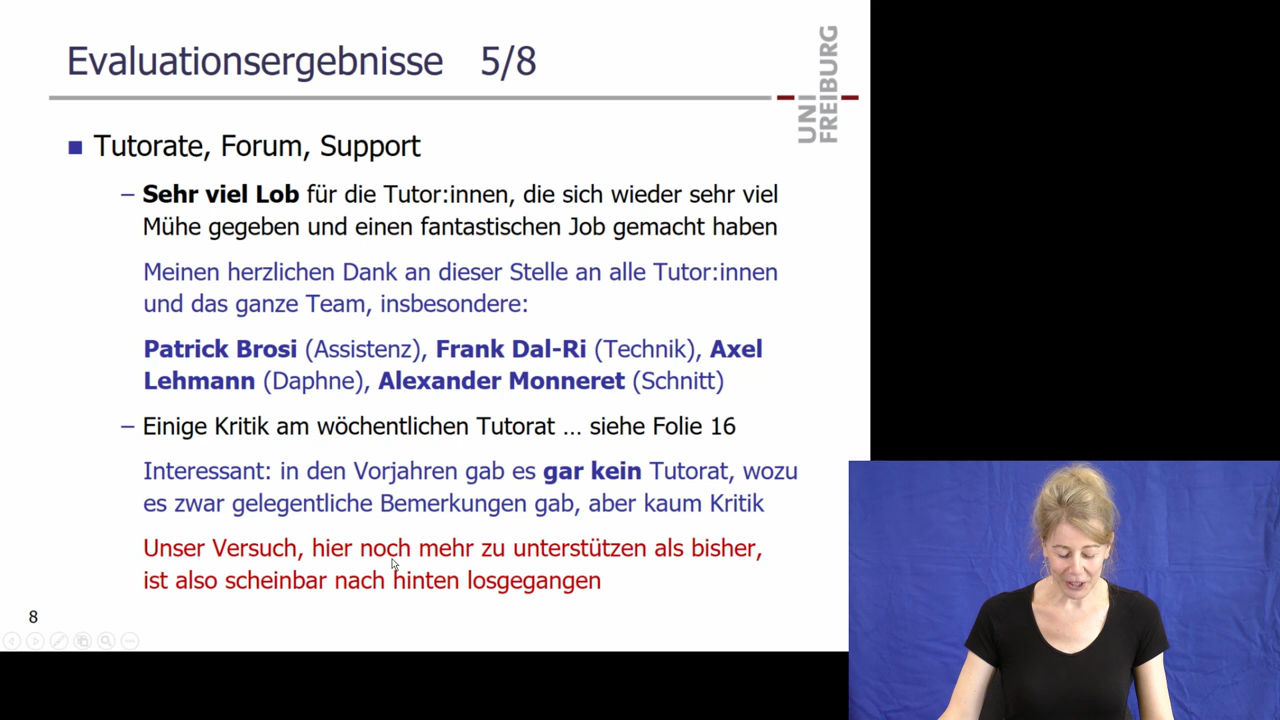 Evaluationsergebnisse 5/8
UNI
FREIBURG
Tutorate, Forum, Support
– Sehr viel Lob für die Tutor:innen, die sich wieder sehr viel
Mühe gegeben und einen fantastischen Job gemacht haben
Meinen herzlichen Dank an dieser Stelle an alle Tutor:innen
und das ganze Team, insbesondere:
Patrick Brosi (Assistenz), Frank Dal-Ri (Technik), Axel
Lehmann (Daphne), Alexander Monneret (Schnitt)
– Einige Kritik am wöchentlichen Tutorat … siehe Folie 16
Interessant: in den Vorjahren gab es gar kein Tutorat, wozu
es zwar gelegentliche Bemerkungen gab, aber kaum Kritik
Unser Versuch, hier noch mehr zu unterstützen als bisher,
ist also scheinbar nach hinten losgegangen
8